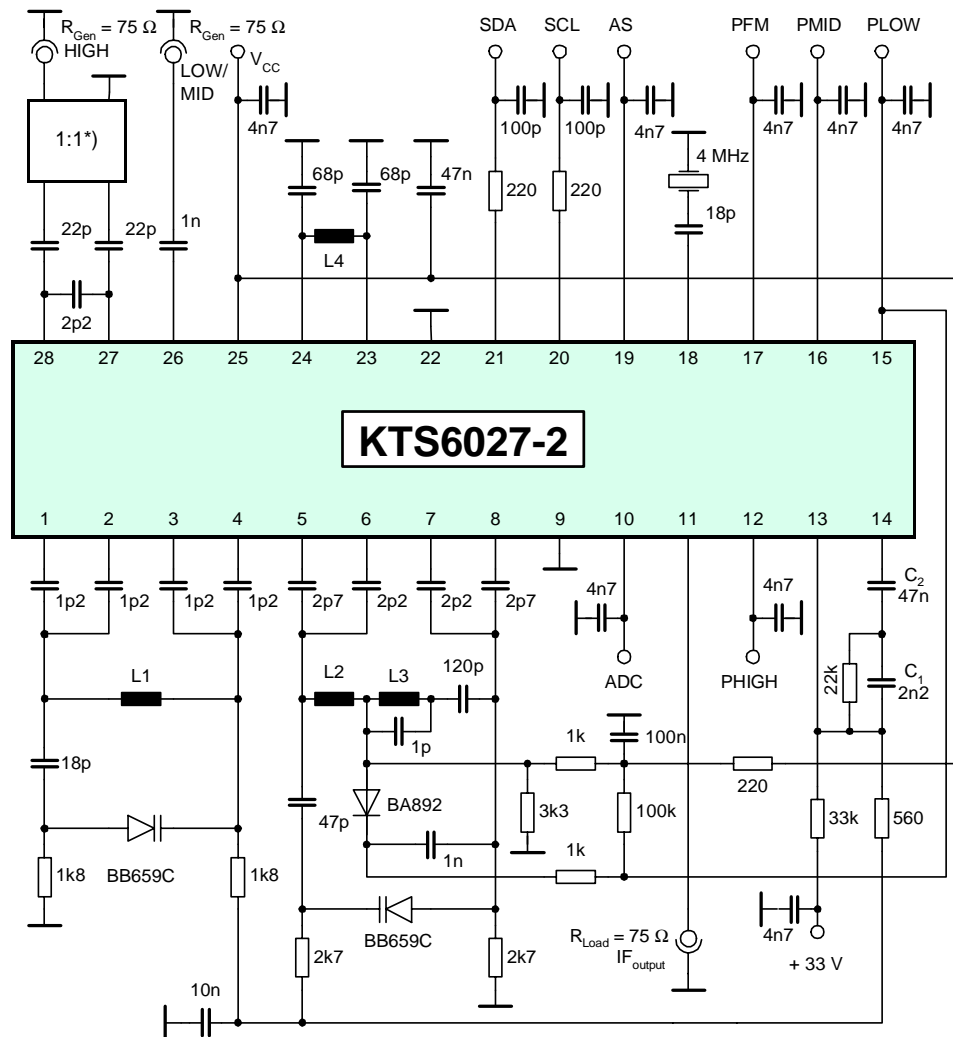 R_Gen = 75 Ω
HIGH
R_Gen = 75 Ω
LOW/
MID
V_CC
4n7
SDA
SCL
AS
PFM
PMID
PLOW
100p
100p
4n7
4n7
4n7
4n7
1:1*)
68p
68p
47n
220
220
4 MHz
18p
22p
22p
1n
L4
2p2
28
27
26
25
24
23
22
21
20
19
18
17
16
15
KTS6027-2
1
2
3
4
5
6
7
8
9
10
11
12
13
14
1p2
1p2
1p2
1p2
2p7
2p2
2p2
2p7
4n7
4n7
C_2
47n
ADC
PHIGH
22k
C_1
2n2
L1
L2
L3
120p
1p
1k
100n
18p
220
47p
BA892
3k3
100k
33k
560
BB659C
1n
1k
1k8
1k8
BB659C
2k7
2k7
R_Load = 75 Ω
IF_output
4n7
+ 33 V
10n